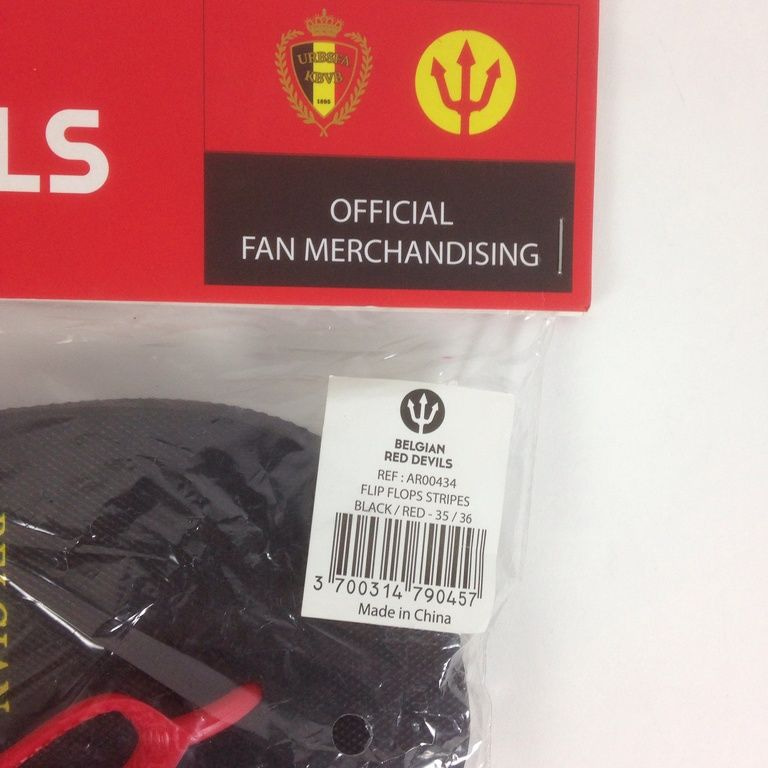 URBSFA
KBVB
1895
LS
OFFICIAL
FAN MERCHANDISING
BELGIAN
RED DEVILS
REF : AR00434
FLIP FLOPS STRIPES
BLACK / RED - 35 / 36
3 700314 790457
Made in China
BELGIAN